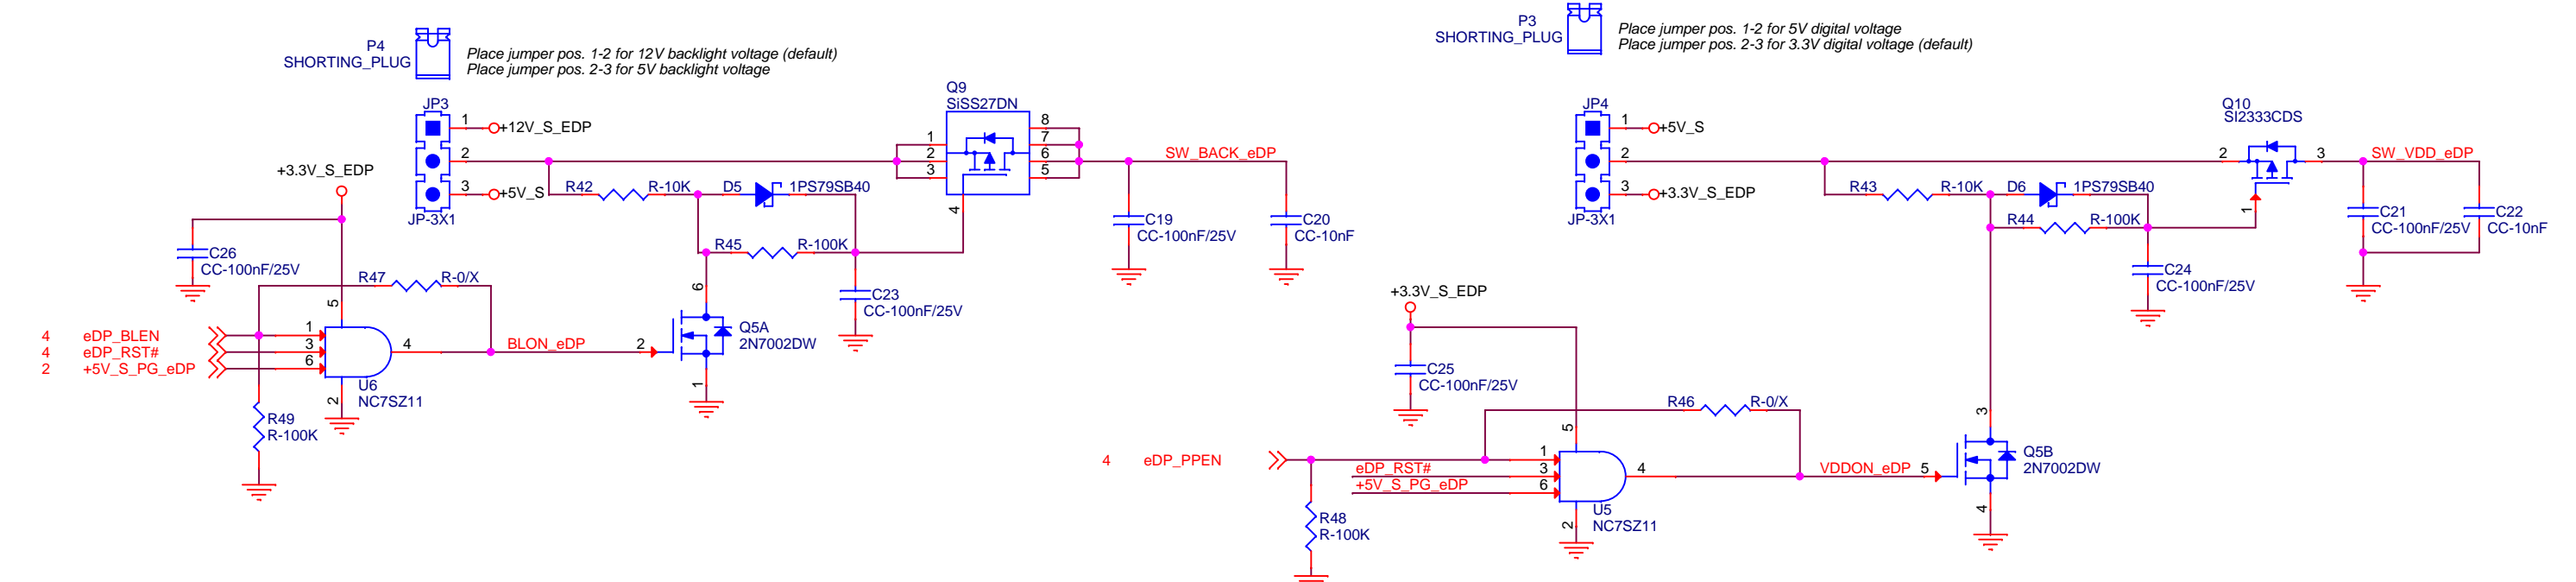 P4
SHORTING_PLUG
Place jumper pos. 1-2 for 12V backlight voltage (default)
Place jumper pos. 2-3 for 5V backlight voltage
JP3
1
+12V_S_EDP
2
3
+5V_S
JP-3X1
Q9
SiSS27DN
1
2
3
8
7
6
5
4
SW_BACK_eDP
R42
R-10K
D5
1PS79SB40
R45
R-100K
C19
CC-100nF/25V
C20
CC-10nF
C23
CC-100nF/25V
+3.3V_S_EDP
C26
CC-100nF/25V
R47
R-0/X
5
4
eDP_BLEN
1
4
eDP_RST#
3
2
+5V_S_PG_eDP
6
4
BLON_eDP
2
U6
NC7SZ11
2
R49
R-100K
6
Q5A
2N7002DW
1
P3
SHORTING_PLUG
Place jumper pos. 1-2 for 5V digital voltage
Place jumper pos. 2-3 for 3.3V digital voltage (default)
JP4
1
+5V_S
2
3
+3.3V_S_EDP
JP-3X1
Q10
SI2333CDS
2
3
1
SW_VDD_eDP
R43
R-10K
D6
1PS79SB40
R44
R-100K
C21
CC-100nF/25V
C22
CC-10nF
C24
CC-100nF/25V
+3.3V_S_EDP
C25
CC-100nF/25V
R46
R-0/X
5
4
eDP_PPEN
1
eDP_RST#
3
+5V_S_PG_eDP
6
4
VDDON_eDP
5
U5
NC7SZ11
2
R48
R-100K
3
Q5B
2N7002DW
4